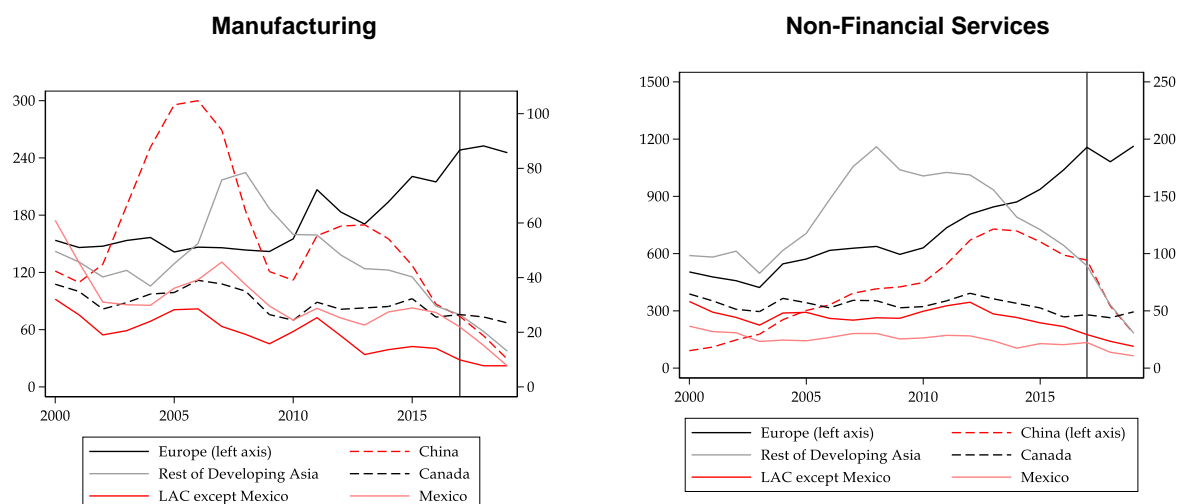 Manufacturing
300
240
180
120
60
0
100
80
60
40
20
0
2000 2005 2010 2015
Europe (left axis) China
Rest of Developing Asia Canada
LAC except Mexico Mexico
Non-Financial Services
1500
1200
900
600
300
0
250
200
150
100
50
0
2000 2005 2010 2015
Europe (left axis) China (left axis)
Rest of Developing Asia Canada
LAC except Mexico Mexico